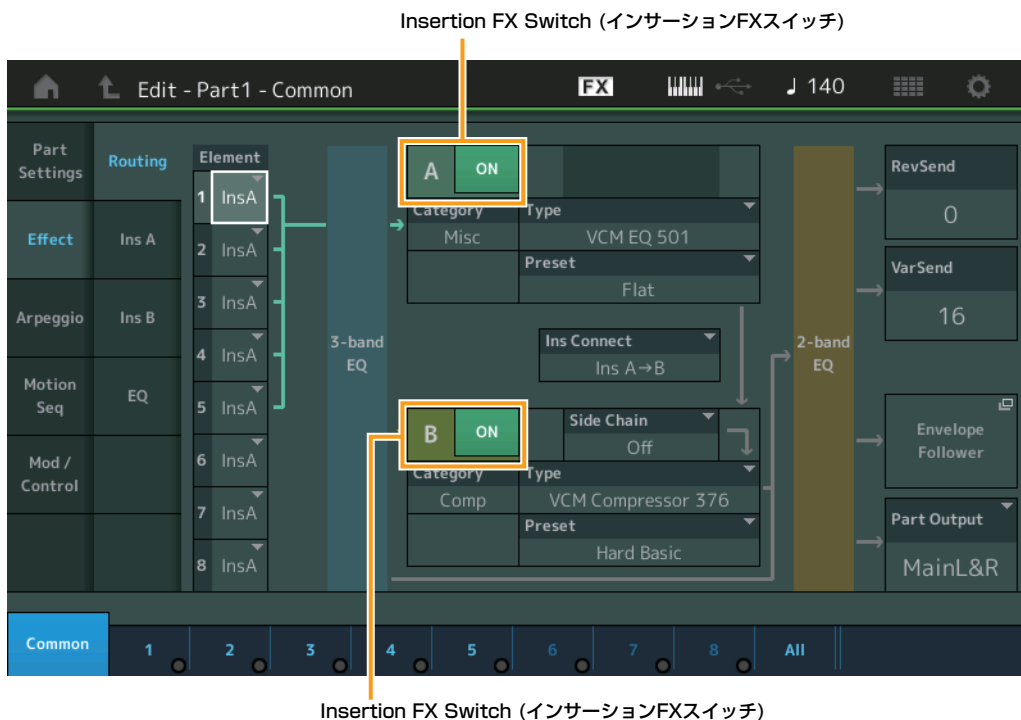 Insertion FX Switch (インサーションFXスイッチ)
Edit - Part1 - Common
FX
♩ 140
Part Settings
Effect
Arpeggio
Motion Seq
Mod / Control
Routing
Ins A
Ins B
EQ
Element
1 InsA
2 InsA
3 InsA
4 InsA
5 InsA
6 InsA
7 InsA
8 InsA
3-band EQ
A ON
Category
Misc
Type
VCM EQ 501
Preset
Flat
Ins Connect
Ins A→B
B ON
Side Chain
Off
Category
Comp
Type
VCM Compressor 376
Preset
Hard Basic
2-band EQ
RevSend
0
VarSend
16
Envelope Follower
Part Output
MainL&R
Common 1 2 3 4 5 6 7 8 All
Insertion FX Switch (インサーションFXスイッチ)